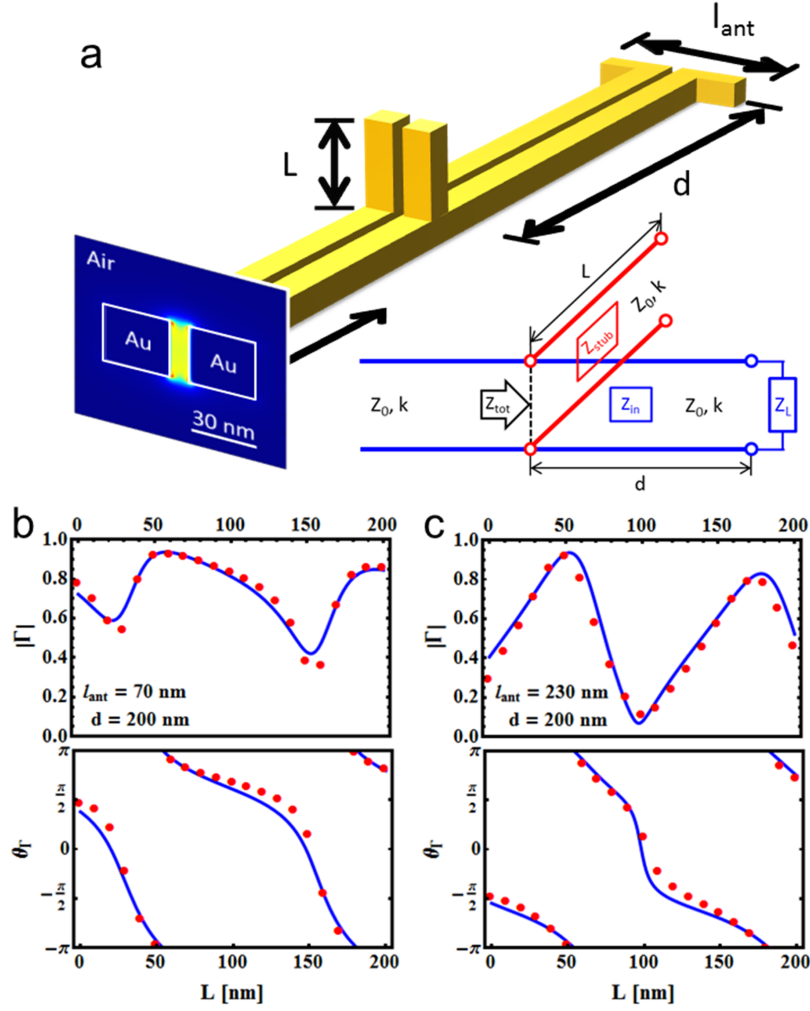 a
l_ant
L
d
Air
Au
Au
30 nm
L
Z₀, k
Z_stub
Z₀, k
Z_tot
Z_in
Z₀, k
Z_L
d
b
0 50 100 150 200
1.0
0.8
0.6
0.4
0.2
0.0
|Γ|
l_ant = 70 nm
d = 200 nm
π
π/2
0
-π/2
-π
θ_Γ
0 50 100 150 200
L [nm]
c
0 50 100 150 200
1.0
0.8
0.6
0.4
0.2
0.0
|Γ|
l_ant = 230 nm
d = 200 nm
π
π/2
0
-π/2
-π
θ_Γ
0 50 100 150 200
L [nm]